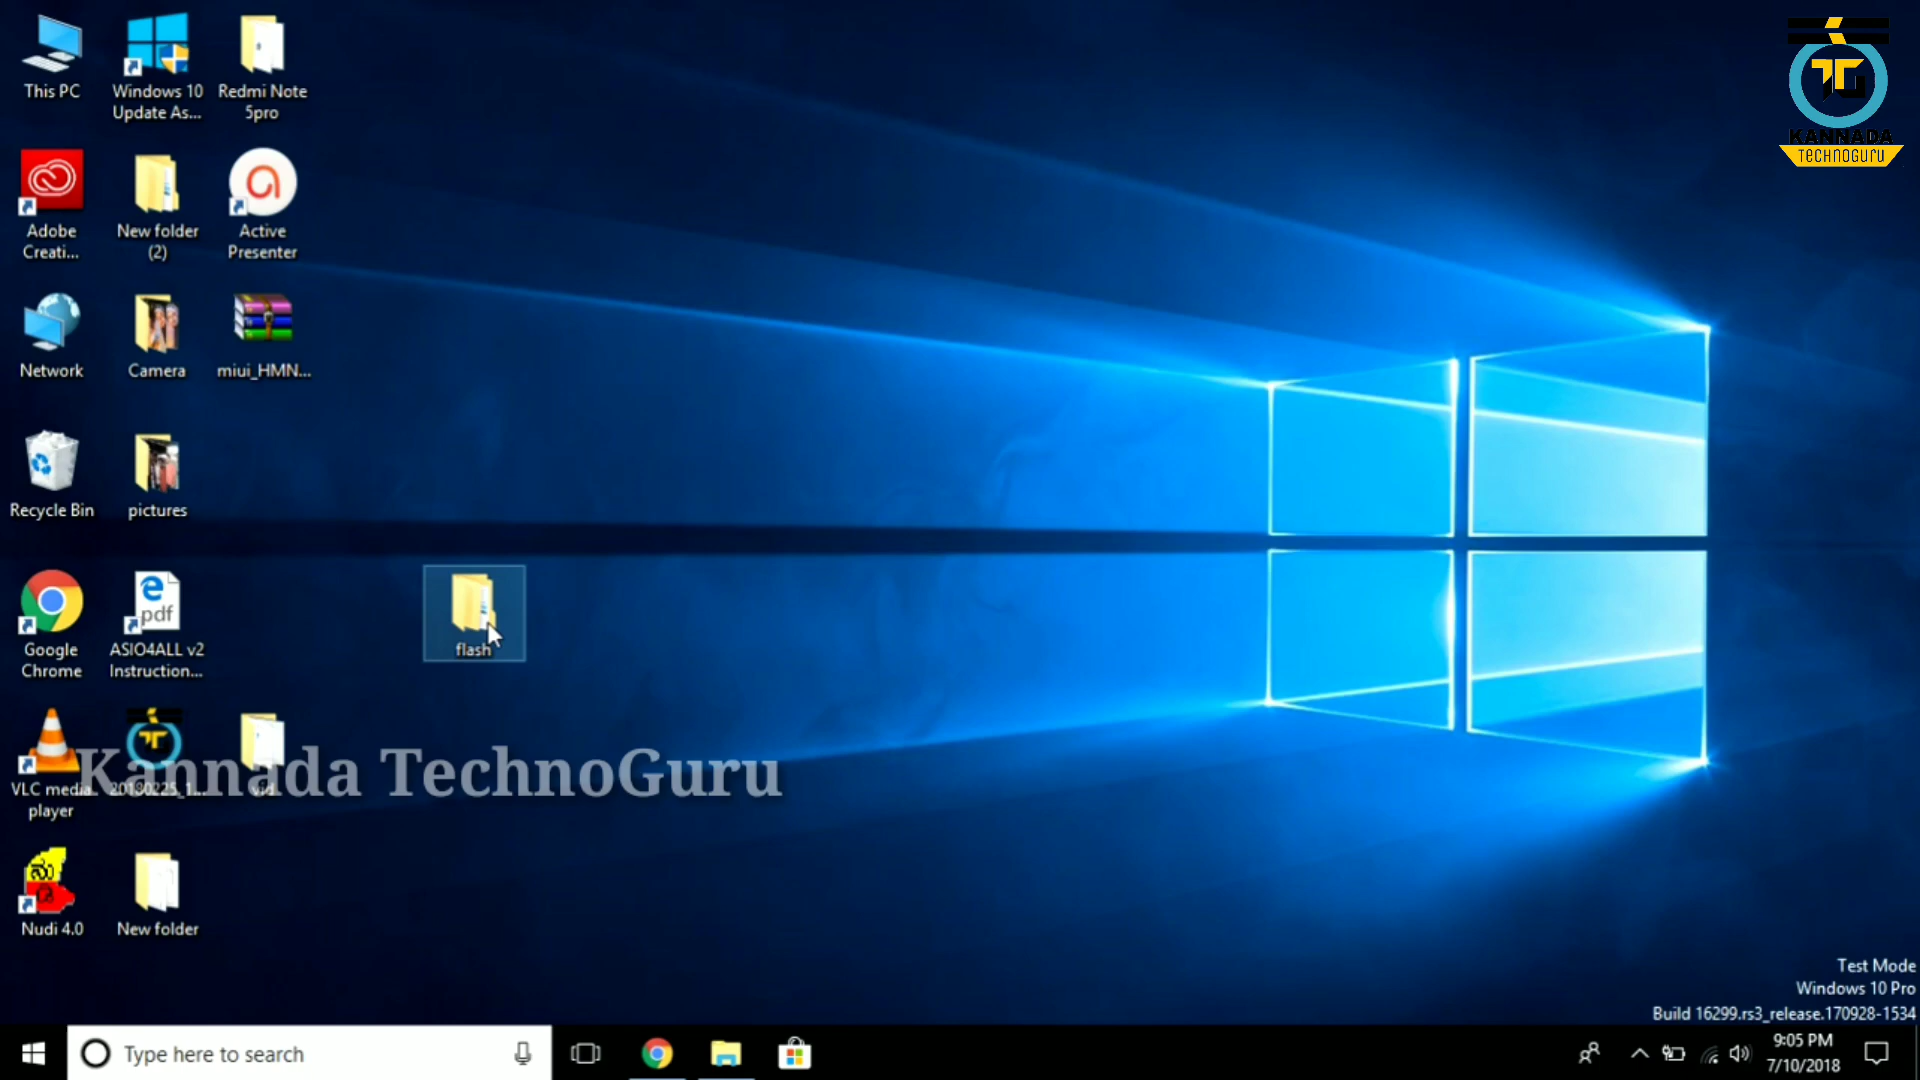 This PC
Windows 10
Update As...
Redmi Note
5pro
KANNADA
TECHNOGURU
Adobe
Creati...
New folder
(2)
Active
Presenter
Network
Camera
miui_HMN...
Recycle Bin
pictures
Google
Chrome
pdf
ASIO4ALL v2
Instruction...
flash
Kannada TechnoGuru
VLC media
player
20180225_1...
vid
Nudi 4.0
New folder
Test Mode
Windows 10 Pro
Build 16299.rs3_release.170928-1534
Type here to search
9:05 PM
7/10/2018